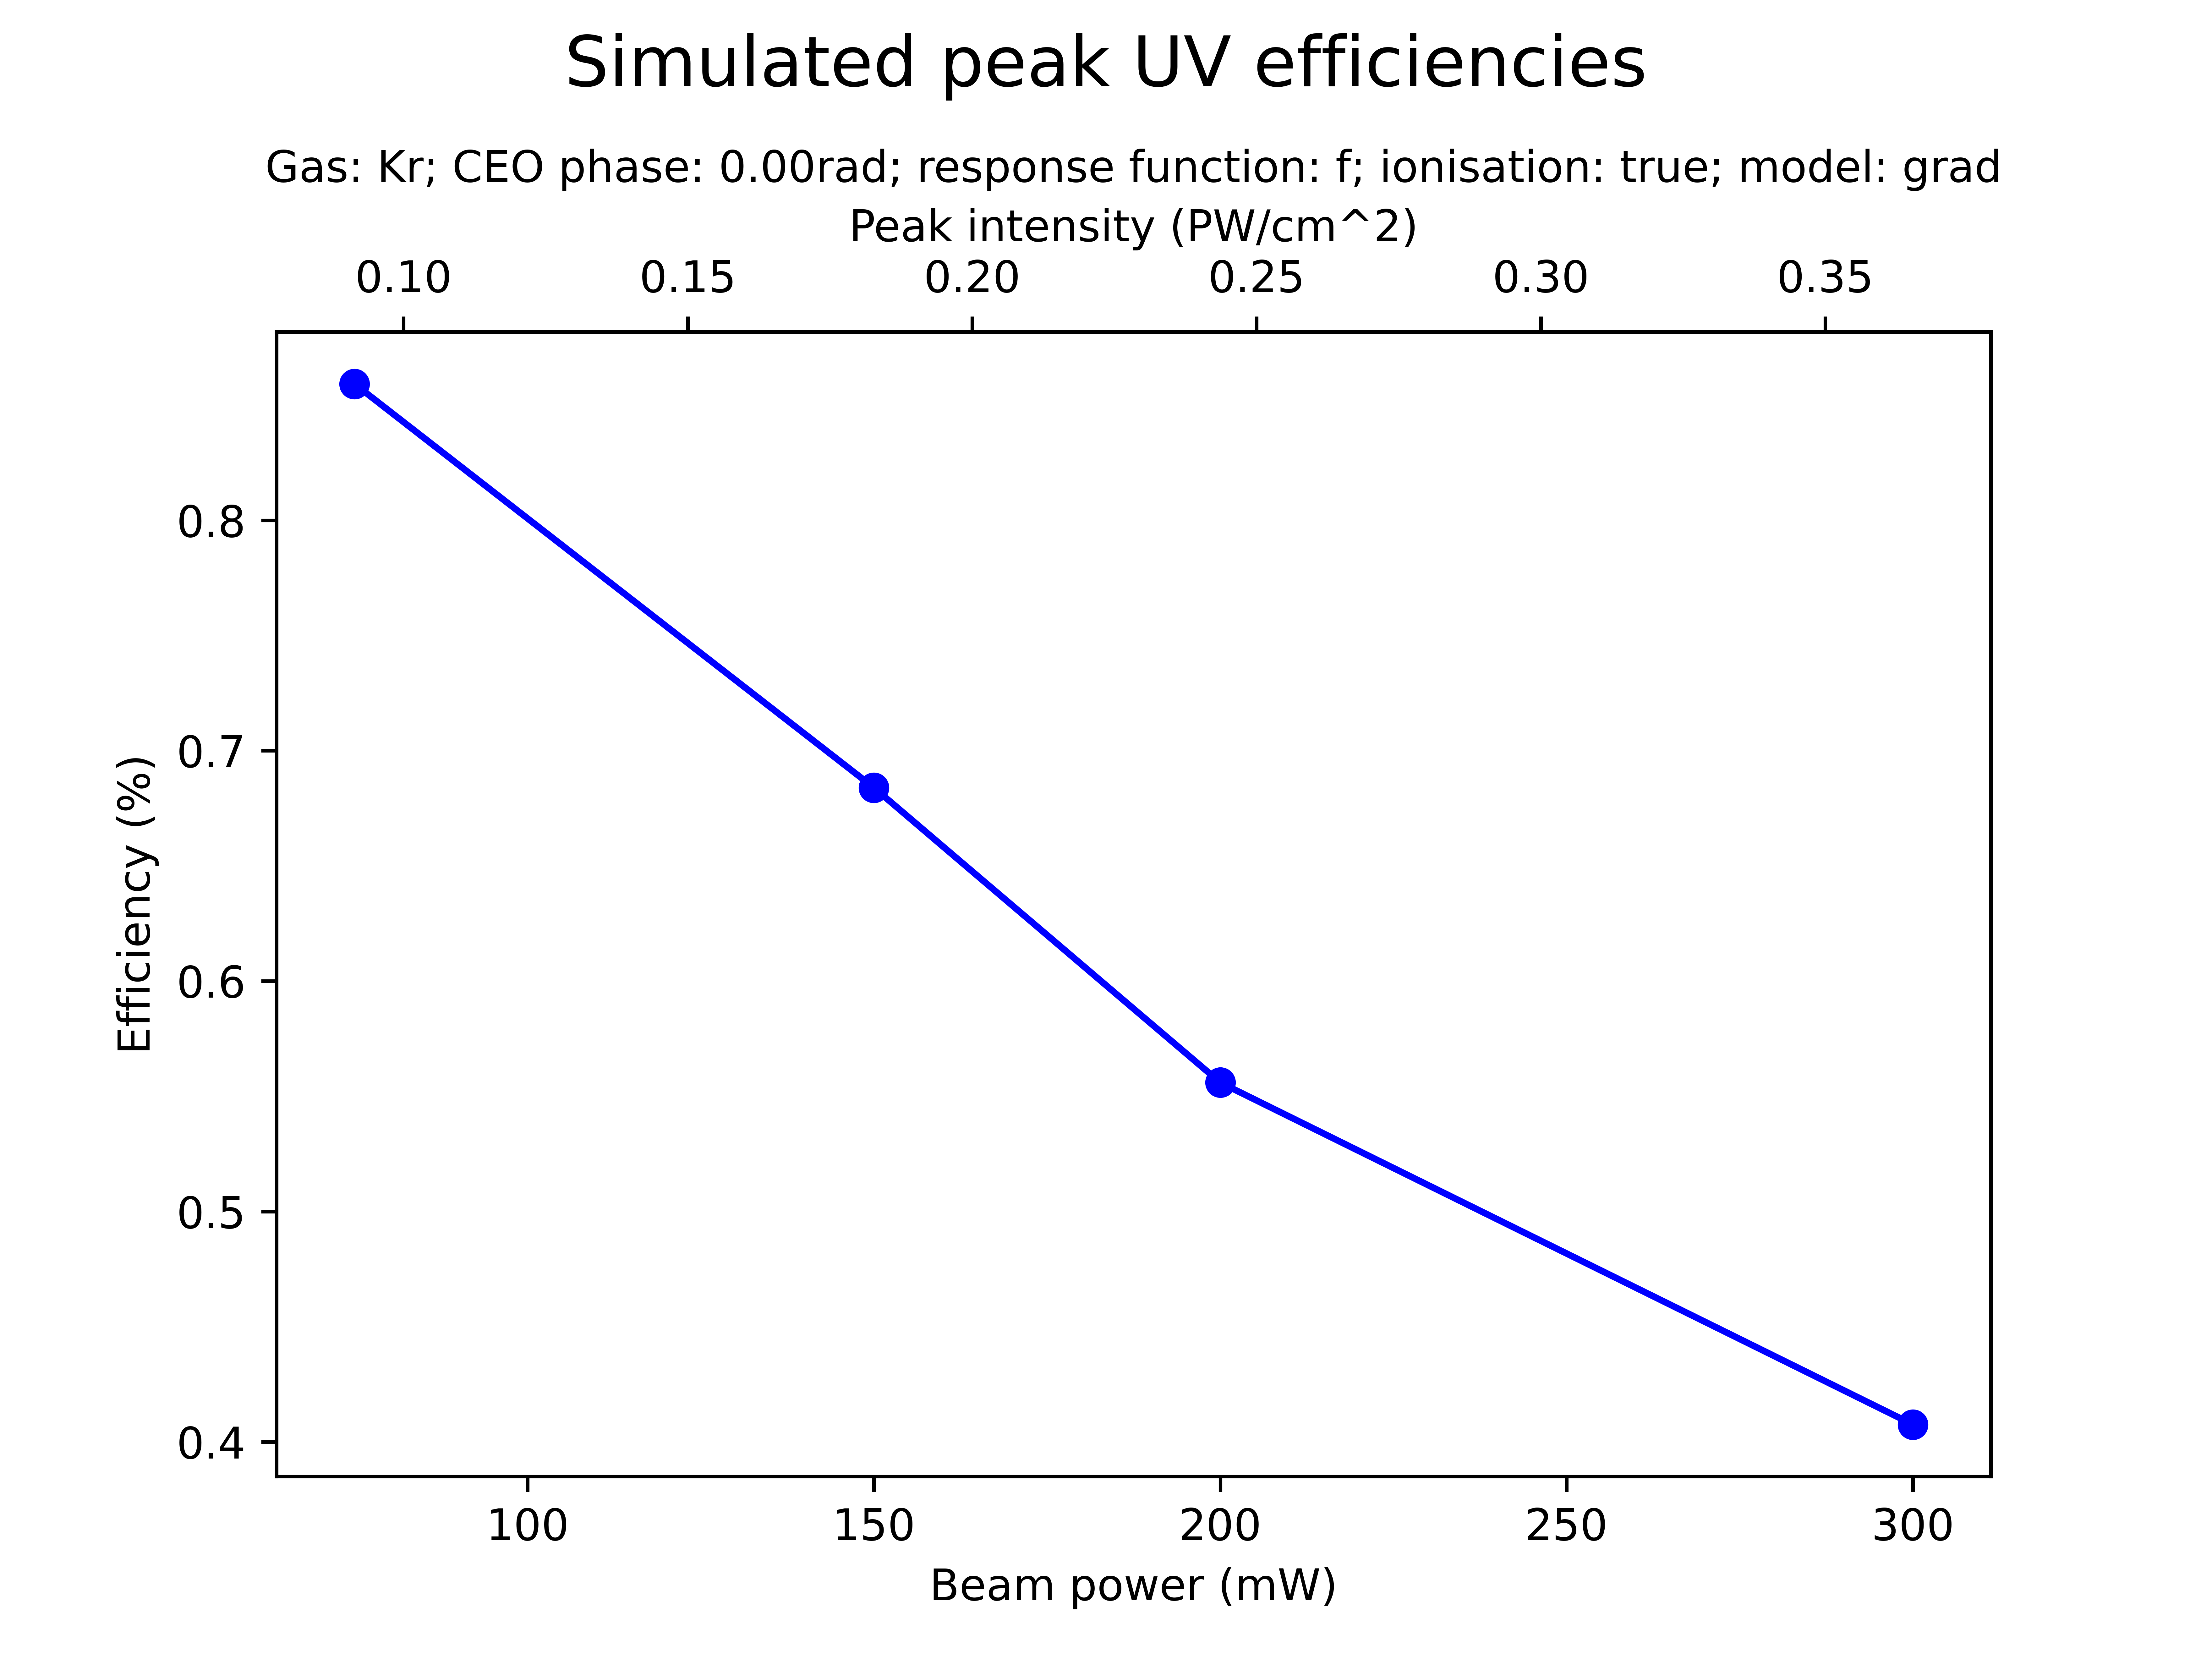 Simulated peak UV efficiencies
Gas: Kr; CEO phase: 0.00rad; response function: f; ionisation: true; model: grad
Peak intensity (PW/cm^2)
0.10 0.15 0.20 0.25 0.30 0.35
Efficiency (%)
0.8
0.7
0.6
0.5
0.4
100 150 200 250 300
Beam power (mW)